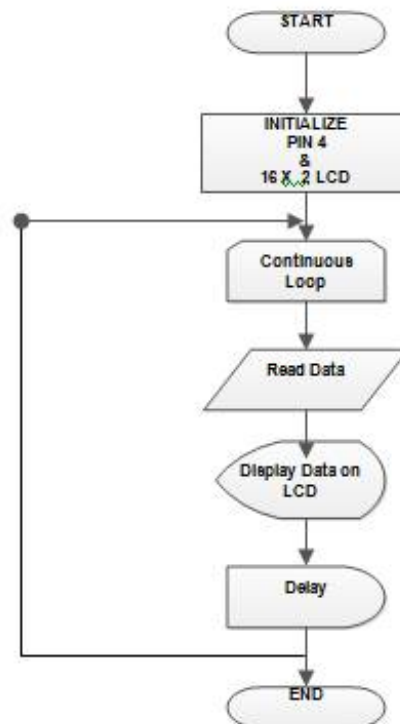 START
INITIALIZE
PIN 4
&
16 X 2 LCD
Continuous
Loop
Read Data
Display Data on
LCD
Delay
END